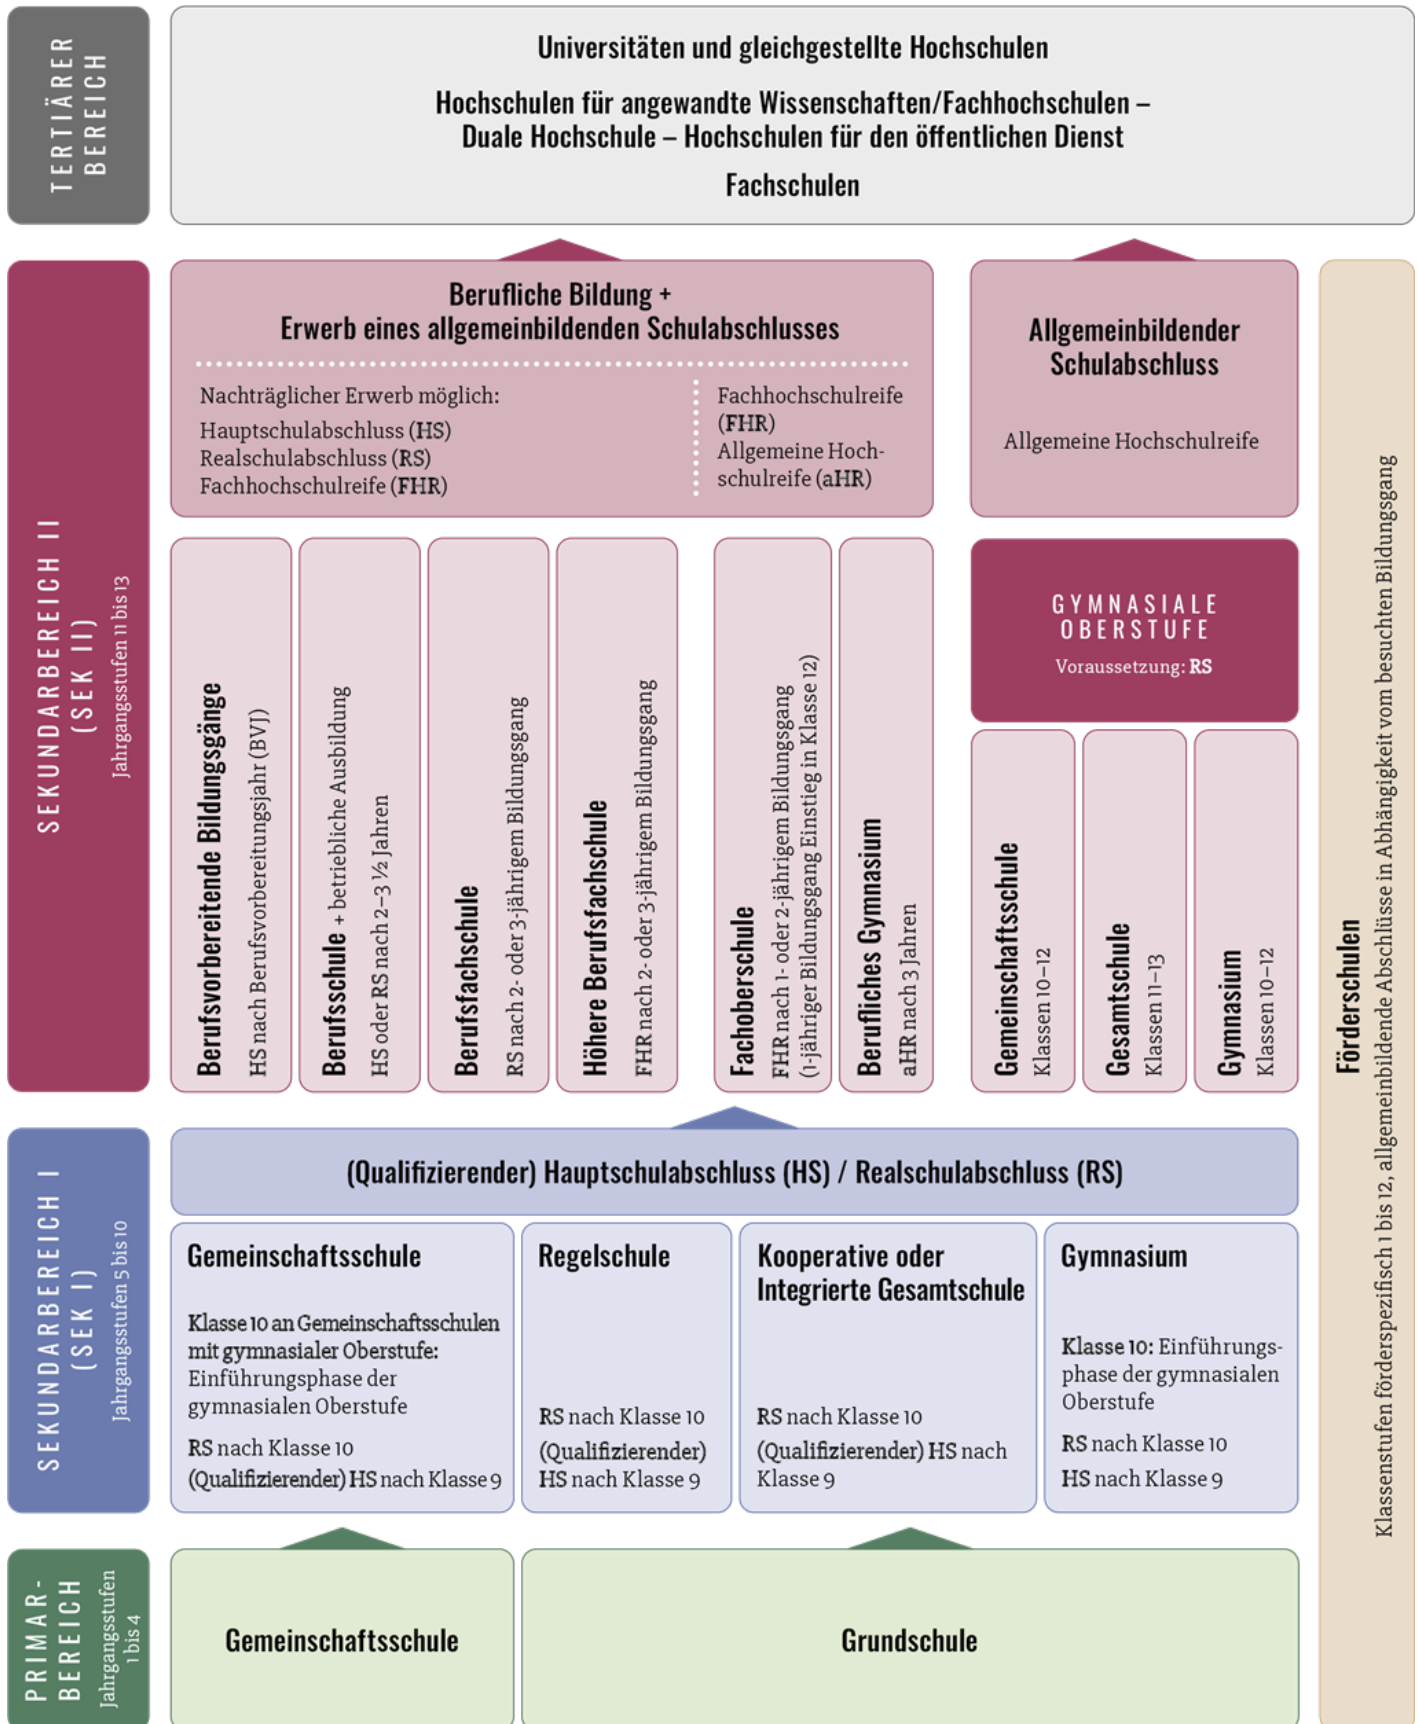 TERTIÄRER
BEREICH
Universitäten und gleichgestellte Hochschulen
Hochschulen für angewandte Wissenschaften/Fachhochschulen –
Duale Hochschule – Hochschulen für den öffentlichen Dienst
Fachschulen
SEKUNDARBEREICH II
(SEK II)
Jahrgangsstufen 11 bis 13
Berufliche Bildung +
Erwerb eines allgemeinbildenden Schulabschlusses
Nachträglicher Erwerb möglich:
Hauptschulabschluss (HS)
Realschulabschluss (RS)
Fachhochschulreife (FHR)
Fachhochschulreife
(FHR)
Allgemeine Hoch-
schulreife (aHR)
Allgemeinbildender
Schulabschluss
Allgemeine Hochschulreife
Berufsvorbereitende Bildungsgänge
HS nach Berufsvorbereitungsjahr (BVJ)
Berufsschule + betriebliche Ausbildung
HS oder RS nach 2–3 ½ Jahren
Berufsfachschule
RS nach 2- oder 3-jährigem Bildungsgang
Höhere Berufsfachschule
FHR nach 2- oder 3-jährigem Bildungsgang
Fachoberschule
FHR nach 1- oder 2-jährigem Bildungsgang
(1-jähriger Bildungsgang Einstieg in Klasse 12)
Berufliches Gymnasium
aHR nach 3 Jahren
GYMNASIALE
OBERSTUFE
Voraussetzung: RS
Gemeinschaftsschule
Klassen 10–12
Gesamtschule
Klassen 11–13
Gymnasium
Klassen 10–12
Förderschulen
Klassenstufen förderspezifisch 1 bis 12, allgemeinbildende Abschlüsse in Abhängigkeit vom besuchten Bildungsgang
SEKUNDARBEREICH I
(SEK I)
Jahrgangsstufen 5 bis 10
(Qualifizierender) Hauptschulabschluss (HS) / Realschulabschluss (RS)
Gemeinschaftsschule
Klasse 10 an Gemeinschaftsschulen
mit gymnasialer Oberstufe:
Einführungsphase der
gymnasialen Oberstufe
RS nach Klasse 10
(Qualifizierender) HS nach Klasse 9
Regelschule
RS nach Klasse 10
(Qualifizierender)
HS nach Klasse 9
Kooperative oder
Integrierte Gesamtschule
RS nach Klasse 10
(Qualifizierender) HS nach
Klasse 9
Gymnasium
Klasse 10: Einführungs-
phase der gymnasialen
Oberstufe
RS nach Klasse 10
HS nach Klasse 9
PRIMAR-
BEREICH
Jahrgangsstufen
1 bis 4
Gemeinschaftsschule
Grundschule